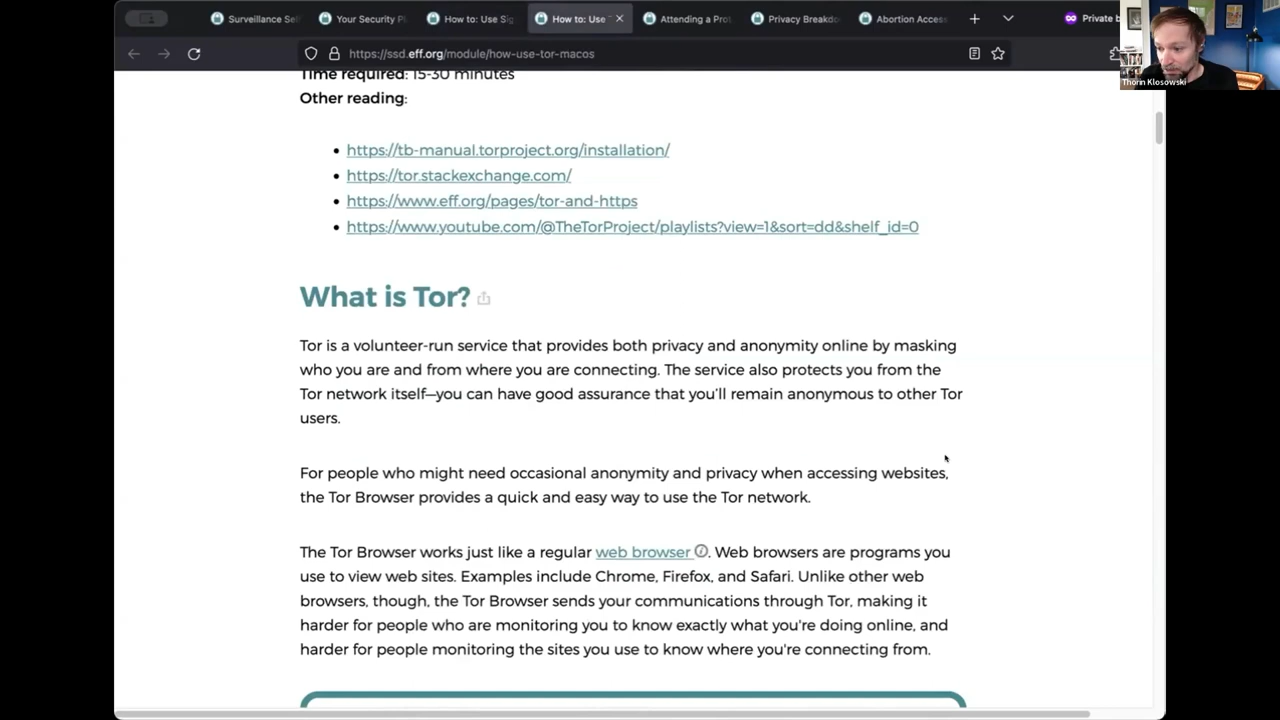 Surveillance Sel
Your Security Pl
How to: Use Sig
How to: Use
Attending a Prot
Privacy Breakdo
Abortion Access
Private b
https://ssd.eff.org/module/how-use-tor-macos
Thorin Klosowski
Time required: 15-30 minutes
Other reading:
https://tb-manual.torproject.org/installation/
https://tor.stackexchange.com/
https://www.eff.org/pages/tor-and-https
https://www.youtube.com/@TheTorProject/playlists?view=1&sort=dd&shelf_id=0
What is Tor?
Tor is a volunteer-run service that provides both privacy and anonymity online by masking
who you are and from where you are connecting. The service also protects you from the
Tor network itself—you can have good assurance that you'll remain anonymous to other Tor
users.
For people who might need occasional anonymity and privacy when accessing websites,
the Tor Browser provides a quick and easy way to use the Tor network.
The Tor Browser works just like a regular web browser. Web browsers are programs you
use to view web sites. Examples include Chrome, Firefox, and Safari. Unlike other web
browsers, though, the Tor Browser sends your communications through Tor, making it
harder for people who are monitoring you to know exactly what you're doing online, and
harder for people monitoring the sites you use to know where you're connecting from.